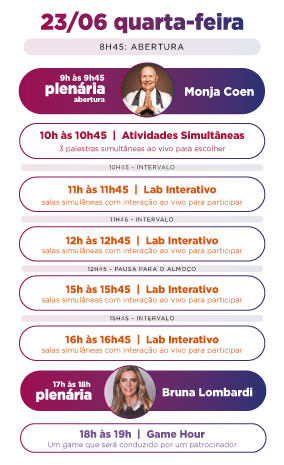 23/06 quarta-feira
8H45: ABERTURA
9h às 9h45
plenária
abertura
Monja Coen
10h às 10h45 | Atividades Simultâneas
3 palestras simultâneas ao vivo para escolher
10H45 - INTERVALO
11h às 11h45 | Lab Interativo
salas simulâneas com interação ao vivo para participar
11H45 - INTERVALO
12h às 12h45 | Lab Interativo
salas simulâneas com interação ao vivo para participar
12H45 - PAUSA PARA O ALMOÇO
15h às 15h45 | Lab Interativo
salas simulâneas com interação ao vivo para participar
15H45 - INTERVALO
16h às 16h45 | Lab Interativo
salas simulâneas com interação ao vivo para participar
17h às 18h
plenária
Bruna Lombardi
18h às 19h | Game Hour
Um game que será conduzido por um patrocinador